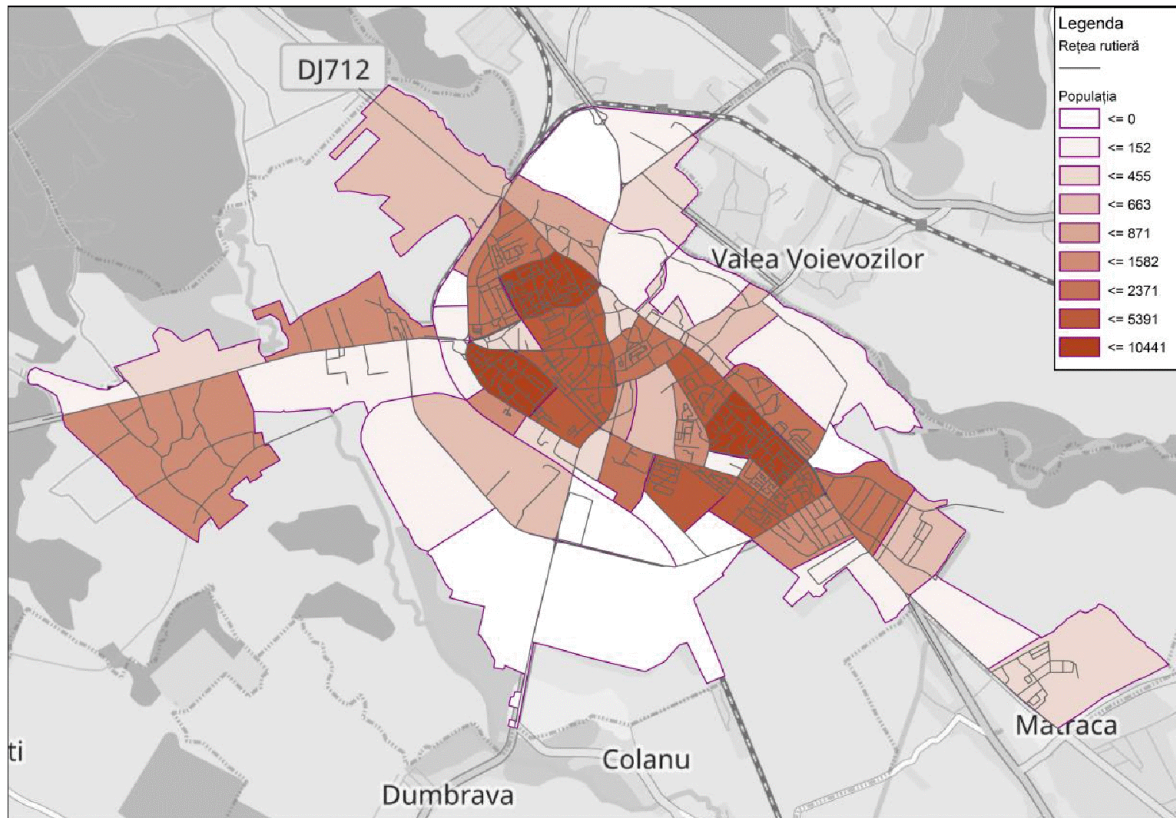 Legenda
Rețea rutieră
Populația
<= 0
<= 152
<= 455
<= 663
<= 871
<= 1582
<= 2371
<= 5391
<= 10441
DJ712
Valea Voievozilor
Matraca
ti
Colanu
Dumbrava